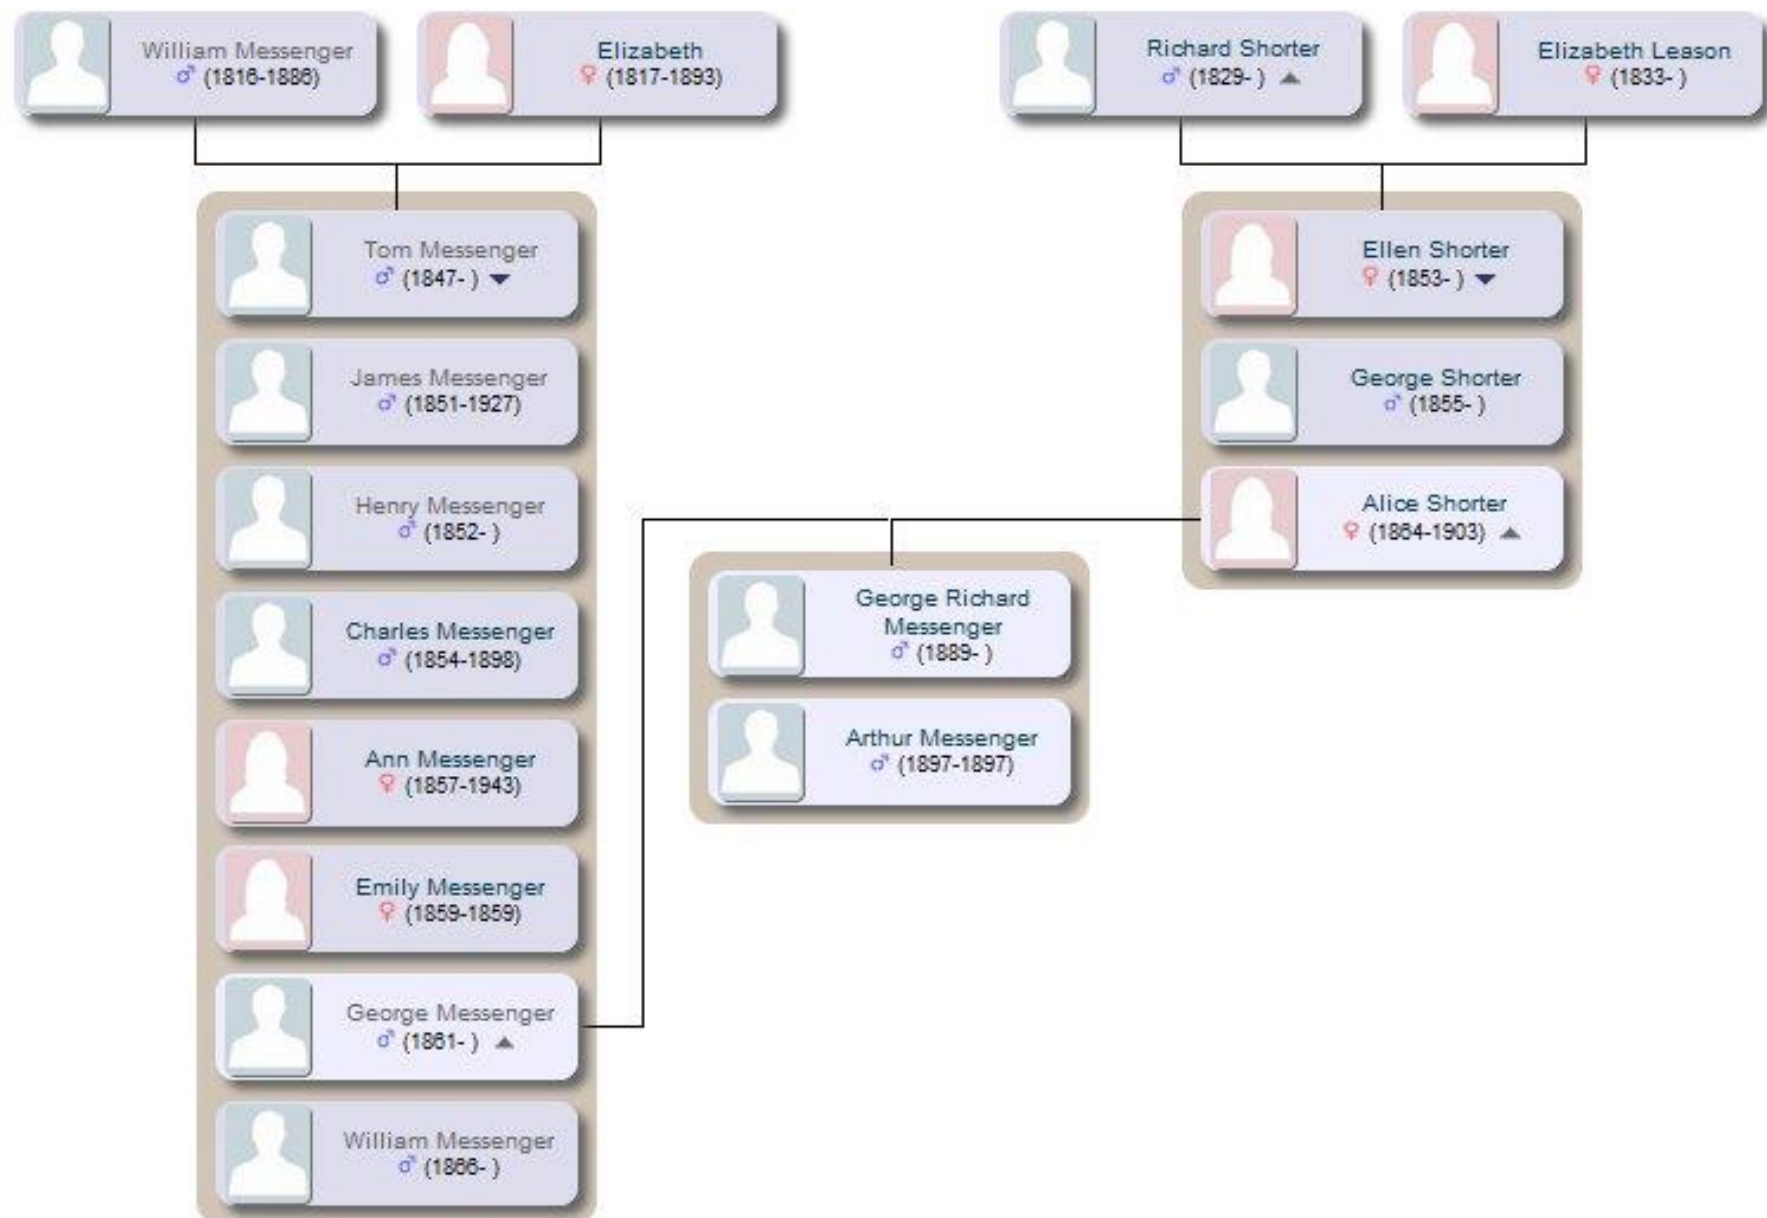 William Messenger
♂ (1816-1886)
Elizabeth
♀ (1817-1893)
Richard Shorter
♂ (1829- ) ▲
Elizabeth Leason
♀ (1833- )
Tom Messenger
♂ (1847- ) ▼
James Messenger
♂ (1851-1927)
Henry Messenger
♂ (1852- )
Charles Messenger
♂ (1854-1898)
Ann Messenger
♀ (1857-1943)
Emily Messenger
♀ (1859-1859)
George Messenger
♂ (1861- ) ▲
William Messenger
♂ (1866- )
George Richard
Messenger
♂ (1889- )
Arthur Messenger
♂ (1897-1897)
Ellen Shorter
♀ (1853- ) ▼
George Shorter
♂ (1855- )
Alice Shorter
♀ (1864-1903) ▲